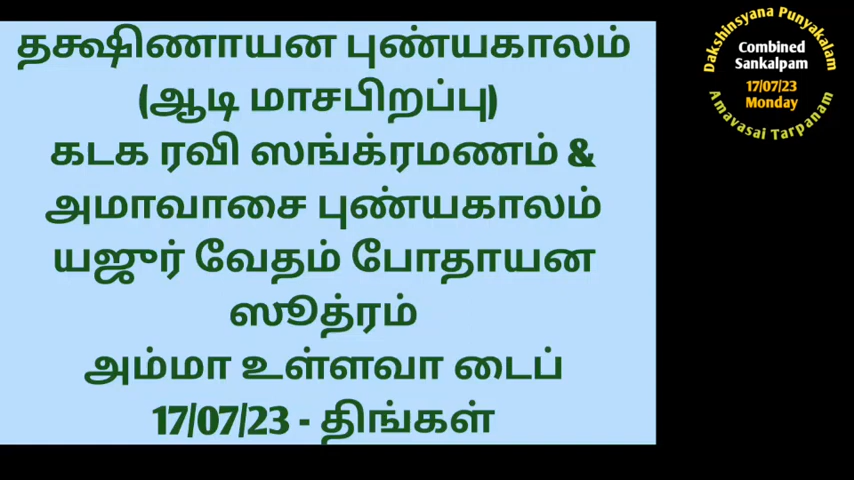 தக்ஷிணாயன புண்யகாலம்
(ஆடி மாசபிறப்பு)
கடக ரவி ஸங்க்ரமணம் &
அமாவாசை புண்யகாலம்
யஜுர் வேதம் போதாயன
ஸூத்ரம்
அம்மா உள்ளவா டைப்
17/07/23 - திங்கள்
Dakshinsyana Punyakalam
Combined
Sankalpam
17/07/23
Monday
Amavasai Tarpanam